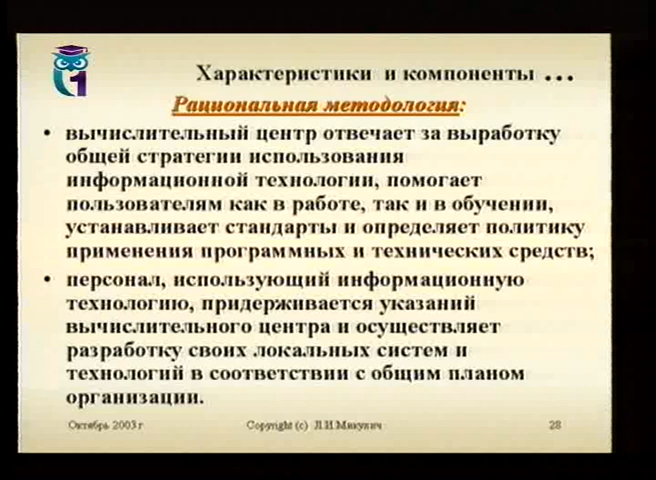 1
Характеристики и компоненты ...
Рациональная методология:
• вычислительный центр отвечает за выработку
общей стратегии использования
информационной технологии, помогает
пользователям как в работе, так и в обучении,
устанавливает стандарты и определяет политику
применения программных и технических средств;
• персонал, использующий информационную
технологию, придерживается указаний
вычислительного центра и осуществляет
разработку своих локальных систем и
технологий в соответствии с общим планом
организации.
Октябрь 2003 г
Copyright (c) Л.И.Микулич
28